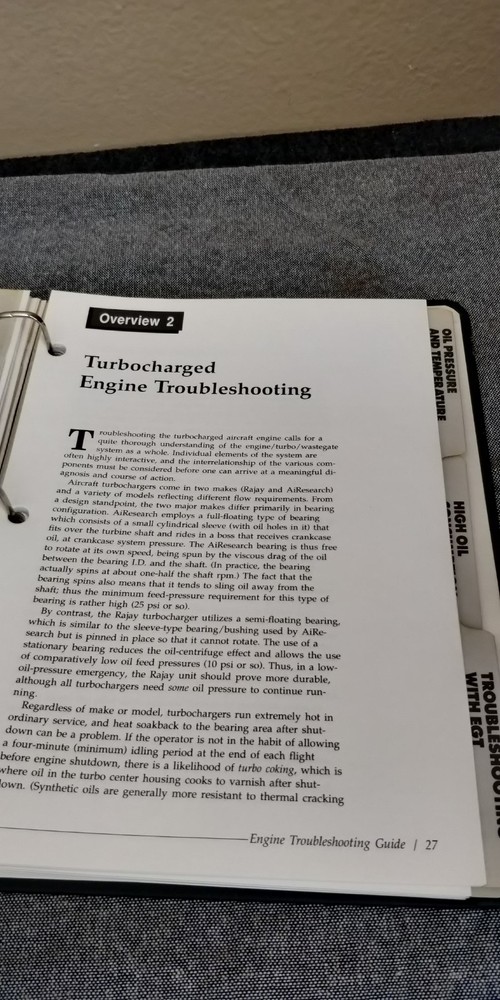 Overview 2
Turbocharged
Engine Troubleshooting
Troubleshooting the turbocharged aircraft engine calls for a
quite thorough understanding of the engine/turbo/wastegate
system as a whole. Individual elements of the system are
often highly interactive, and the interrelationship of the various com-
ponents must be considered before one can arrive at a meaningful di-
agnosis and course of action.
Aircraft turbochargers come in two makes (Rajay and AiResearch)
and a variety of models reflecting different flow requirements. From
a design standpoint, the two major makes differ primarily in bearing
configuration. AiResearch employs a full-floating type of bearing
which consists of a small cylindrical sleeve (with oil holes in it) that
fits over the turbine shaft and rides in a boss that receives crankcase
oil, at crankcase system pressure. The AiResearch bearing is thus free
to rotate at its own speed, being spun by the viscous drag of the oil
between the bearing I.D. and the shaft. (In practice, the bearing
actually spins at about one-half the shaft rpm.) The fact that the
bearing spins also means that it tends to sling oil away from the
shaft; thus the minimum feed-pressure requirement for this type of
bearing is rather high (25 psi or so).
By contrast, the Rajay turbocharger utilizes a semi-floating bearing,
which is similar to the sleeve-type bearing/bushing used by AiRe-
search but is pinned in place so that it cannot rotate. The use of a
stationary bearing reduces the oil-centrifuge effect and allows the use
of comparatively low oil feed pressures (10 psi or so). Thus, in a low-
oil-pressure emergency, the Rajay unit should prove more durable,
although all turbochargers need some oil pressure to continue run-
ning.
Regardless of make or model, turbochargers run extremely hot in
ordinary service, and heat soakback to the bearing area after shut-
down can be a problem. If the operator is not in the habit of allowing
a four-minute (minimum) idling period at the end of each flight
before engine shutdown, there is a likelihood of turbo coking, which is
where oil in the turbo center housing cooks to varnish after shut-
down. (Synthetic oils are generally more resistant to thermal cracking
Engine Troubleshooting Guide | 27
OIL PRESSURE
AND TEMPERATURE
HIGH OIL
TROUBLESHOOTING
WITH EGT